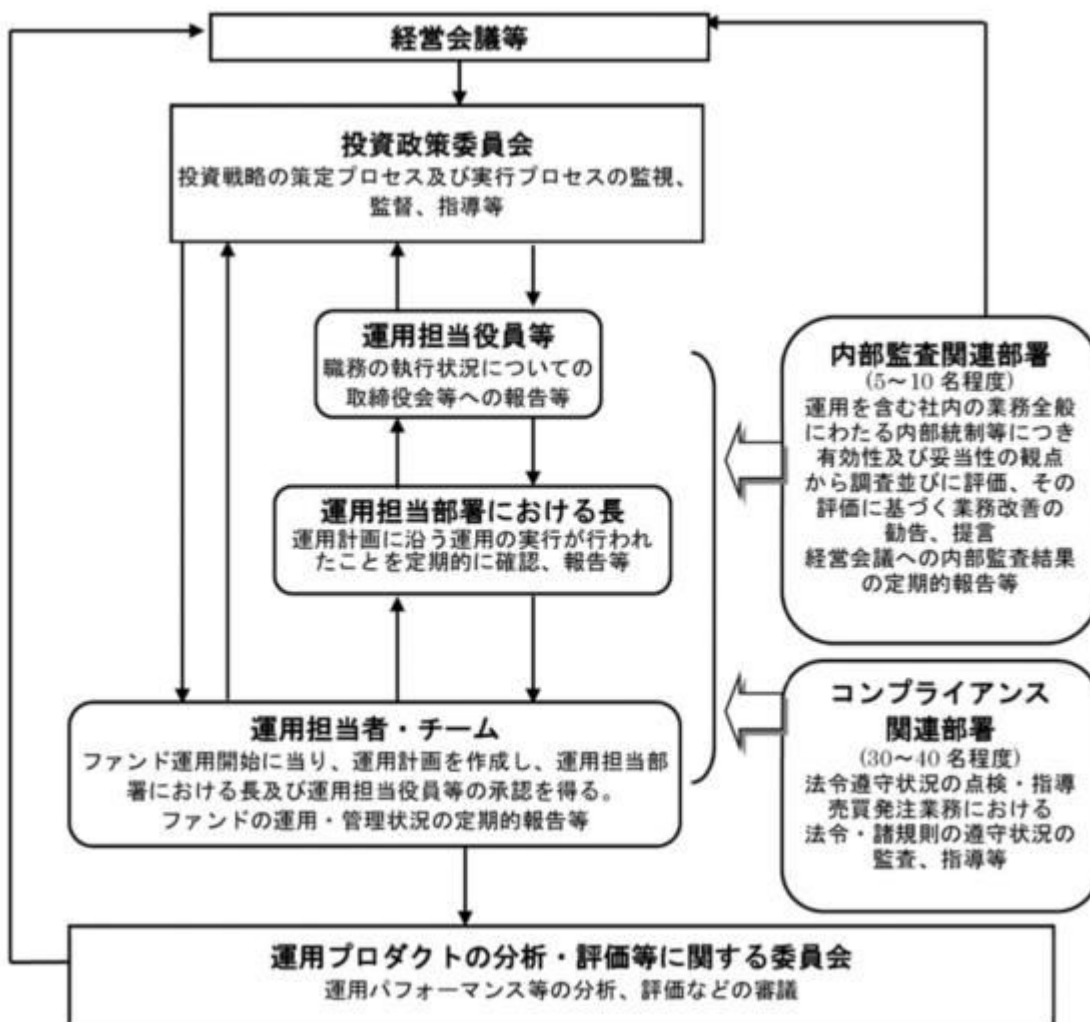 経営会議等
投資政策委員会
投資戦略の策定プロセス及び実行プロセスの監視、
監督、指導等
運用担当役員等
職務の執行状況についての
取締役会等への報告等
運用担当部署における長
運用計画に沿う運用の実行が行われ
たことを定期的に確認、報告等
運用担当者・チーム
ファンド運用開始に当り、運用計画を作成し、運用担当部
署における長及び運用担当役員等の承認を得る。
ファンドの運用・管理状況の定期的報告等
内部監査関連部署
(5～10 名程度)
運用を含む社内の業務全般
にわたる内部統制等につき
有効性及び妥当性の観点
から調査並びに評価、その
評価に基づく業務改善の
勧告、提言
経営会議への内部監査結果
の定期的報告等
コンプライアンス
関連部署
(30～40 名程度)
法令遵守状況の点検・指導
売買発注業務における
法令・諸規則の遵守状況の
監査、指導等
運用プロダクトの分析・評価等に関する委員会
運用パフォーマンス等の分析、評価などの審議